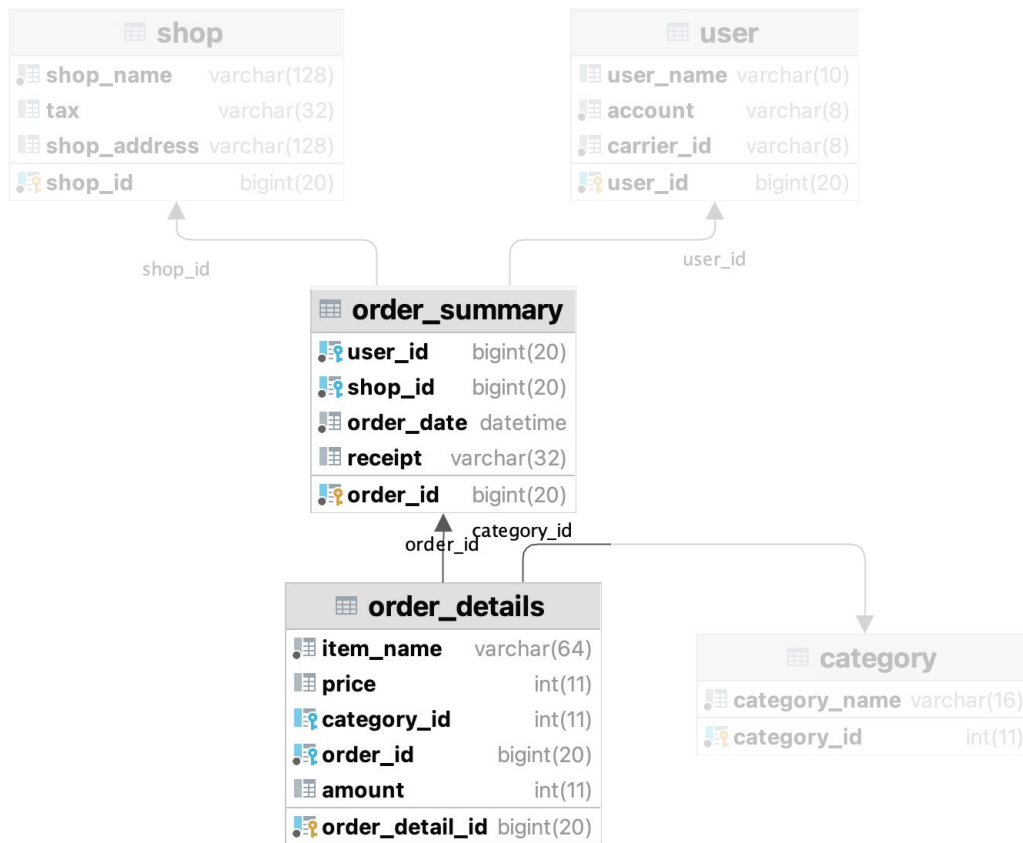 shop
shop_name varchar(128)
tax varchar(32)
shop_address varchar(128)
shop_id bigint(20)
user
user_name varchar(10)
account varchar(8)
carrier_id varchar(8)
user_id bigint(20)
shop_id
user_id
order_summary
user_id bigint(20)
shop_id bigint(20)
order_date datetime
receipt varchar(32)
order_id bigint(20)
category_id
order_id
order_details
item_name varchar(64)
price int(11)
category_id int(11)
order_id bigint(20)
amount int(11)
order_detail_id bigint(20)
category
category_name varchar(16)
category_id int(11)